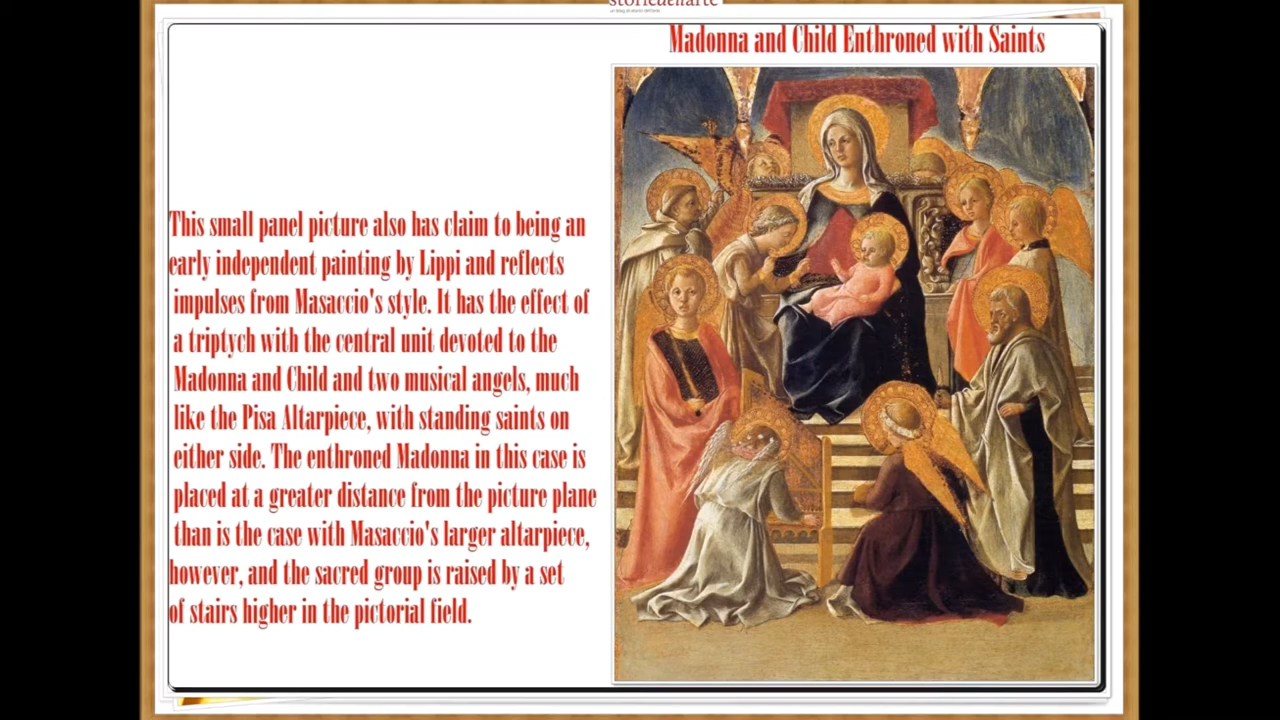 storiedellarte
Madonna and Child Enthroned with Saints
This small panel picture also has claim to being an
early independent painting by Lippi and reflects
impulses from Masaccio's style. It has the effect of
a triptych with the central unit devoted to the
Madonna and Child and two musical angels, much
like the Pisa Altarpiece, with standing saints on
either side. The enthroned Madonna in this case is
placed at a greater distance from the picture plane
than is the case with Masaccio's larger altarpiece,
however, and the sacred group is raised by a set
of stairs higher in the pictorial field.